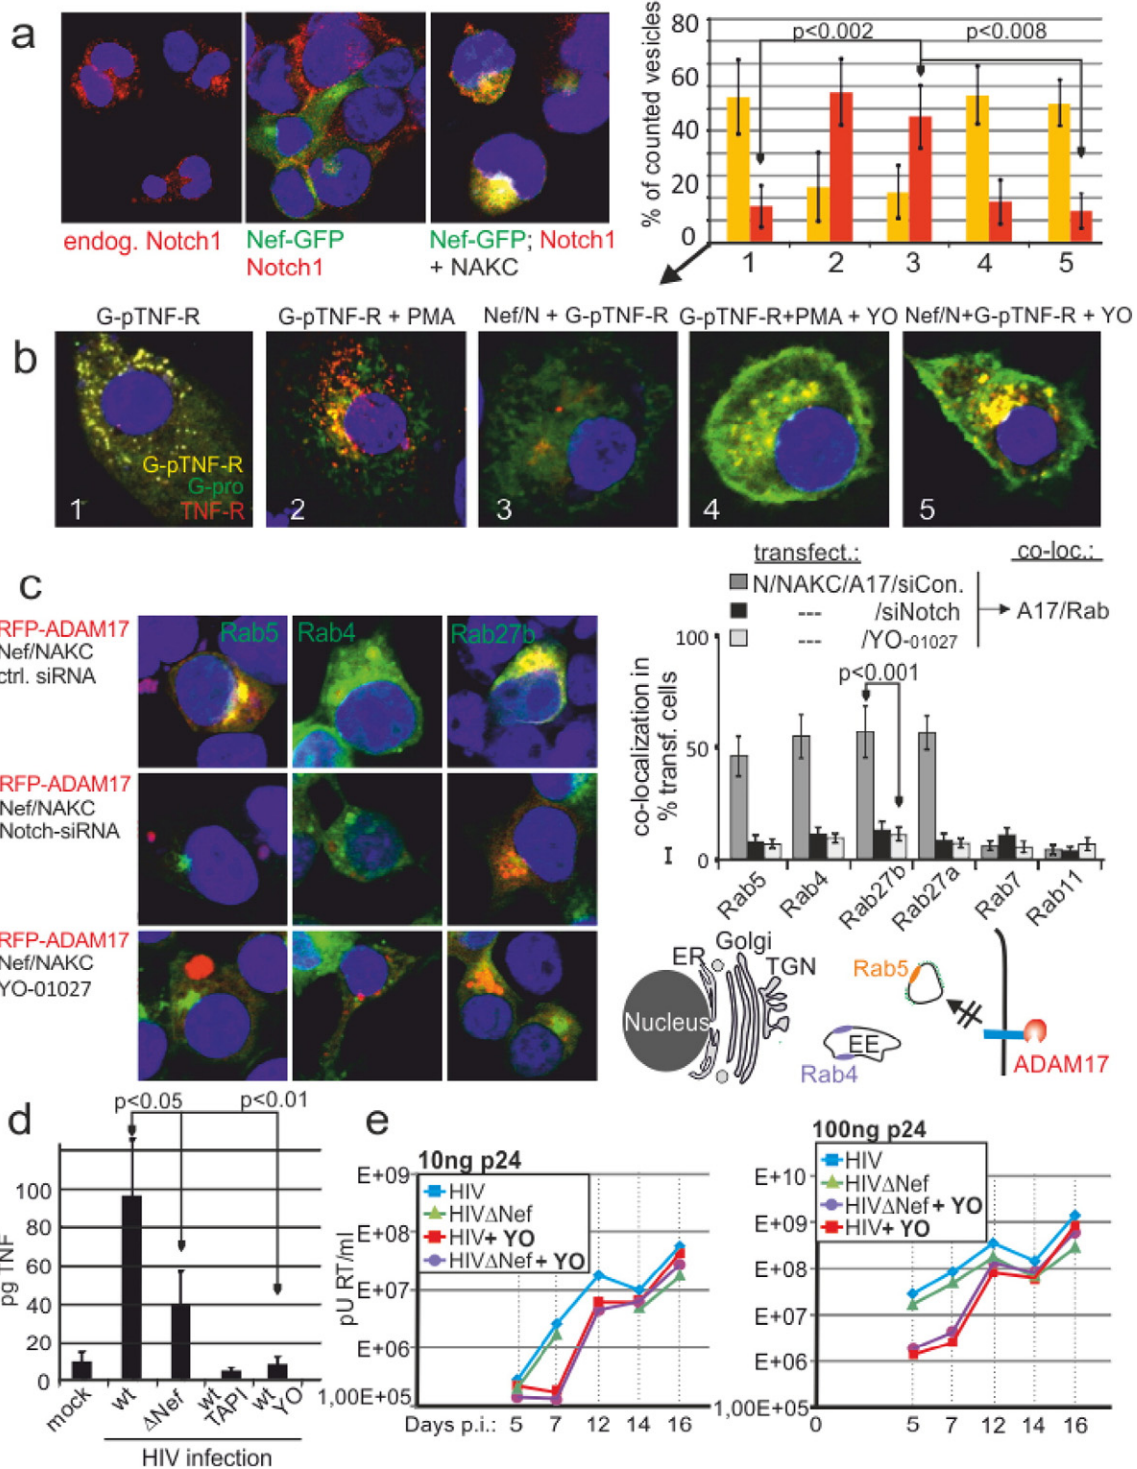 a
endog. Notch1
Nef-GFP
Notch1
Nef-GFP; Notch1
+ NAKC
% of counted vesicles
80
60
40
20
0
p<0.002
p<0.008
1 2 3 4 5
b
G-pTNF-R
G-pTNF-R + PMA
Nef/N + G-pTNF-R
G-pTNF-R+PMA + YO
Nef/N+G-pTNF-R + YO
G-pTNF-R
G-pro
TNF-R
1
2
3
4
5
c
RFP-ADAM17
Nef/NAKC
ctrl. siRNA
Rab5
Rab4
Rab27b
RFP-ADAM17
Nef/NAKC
Notch-siRNA
RFP-ADAM17
Nef/NAKC
YO-01027
transfect.:
co-loc.:
N/NAKC/A17/siCon.
--- /siNotch
--- /YO-01027
A17/Rab
co-localization in
% transf. cells
100
50
0
p<0.001
Rab5
Rab4
Rab27b
Rab27a
Rab7
Rab11
Nucleus
ER
Golgi
TGN
Rab5
EE
Rab4
ADAM17
d
p<0.05
p<0.01
pg TNF
100
80
60
40
20
0
mock
wt
ΔNef
wt
TAPI
wt
YO
1
HIV infection
e
10ng p24
HIV
HIVΔNef
HIV+ YO
HIVΔNef + YO
pU RT/ml
E+09
E+08
E+07
E+06
1,00E+05
Days p.i.: 5 7 12 14 16
100ng p24
HIV
HIVΔNef
HIVΔNef + YO
HIV+ YO
E+10
E+09
E+08
E+07
E+06
1,00E+05
0 5 7 12 14 16